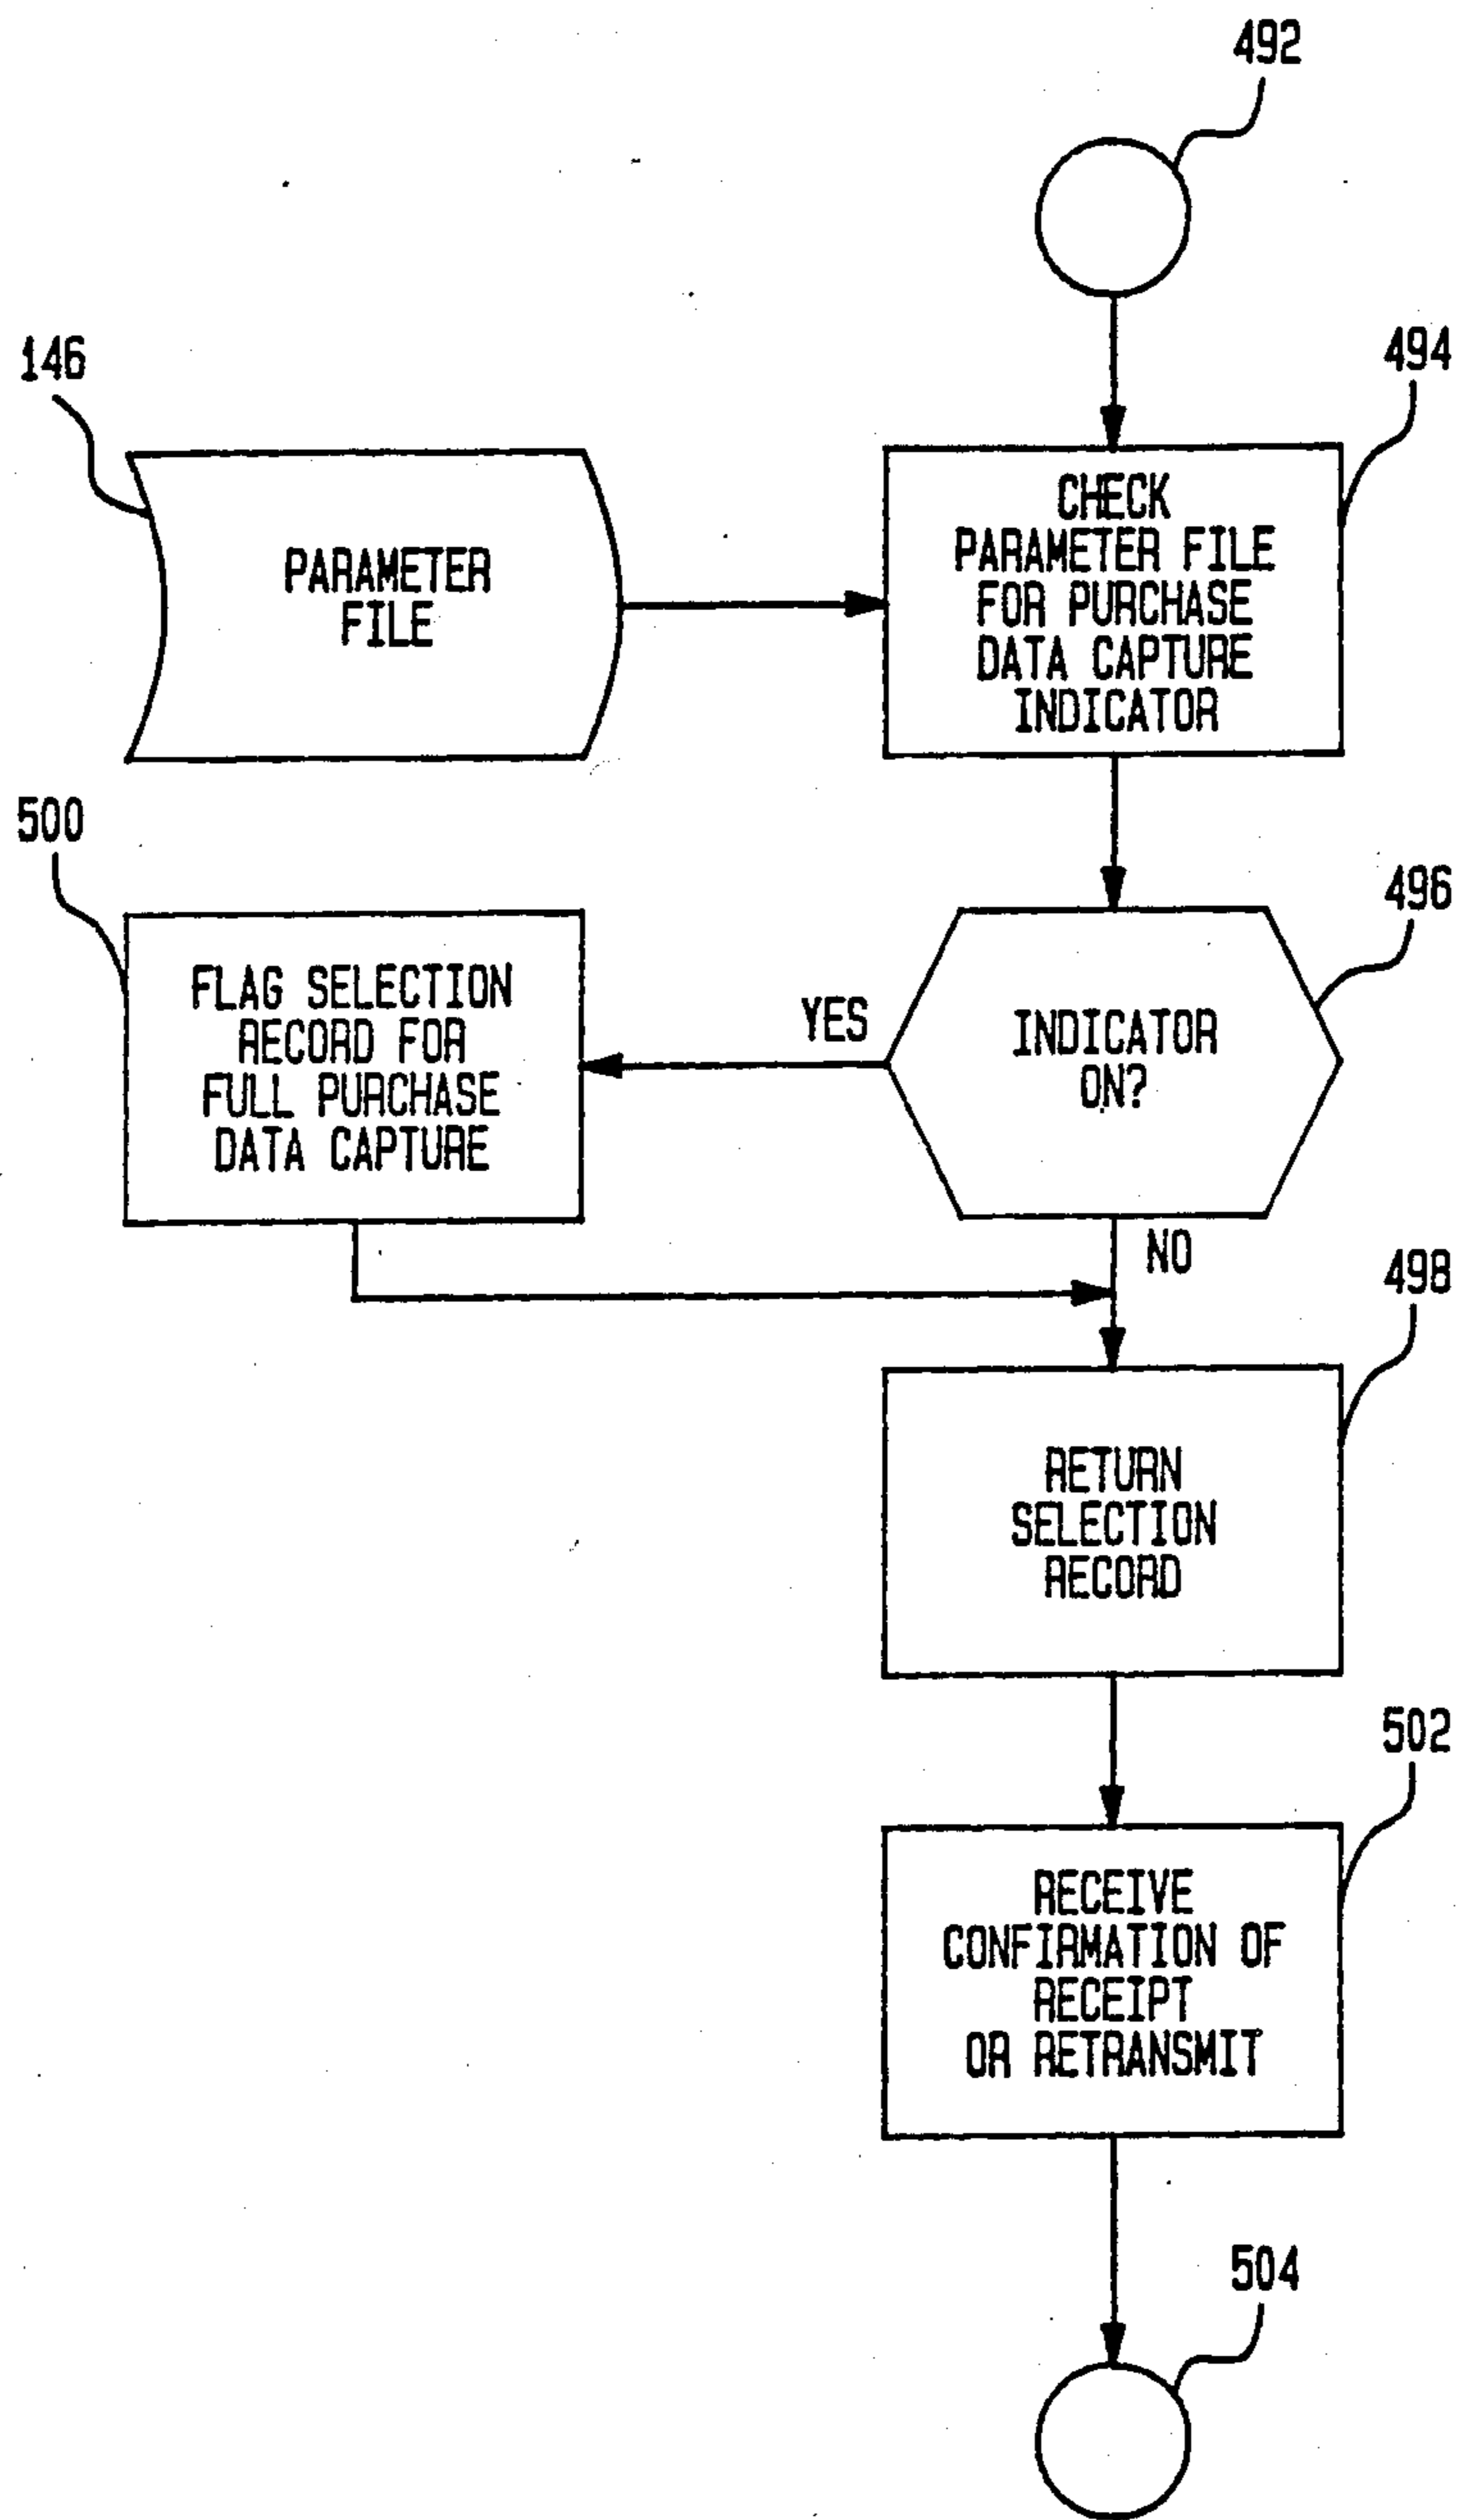 492
146
494
PARAMETER
FILE
CHECK
PARAMETER FILE
FOR PURCHASE
DATA CAPTURE
INDICATOR
500
496
FLAG SELECTION
RECORD FOR
FULL PURCHASE
DATA CAPTURE
YES
INDICATOR
ON?
NO
498
RETURN
SELECTION
RECORD
502
RECEIVE
CONFIRMATION OF
RECEIPT
OR RETRANSMIT
504